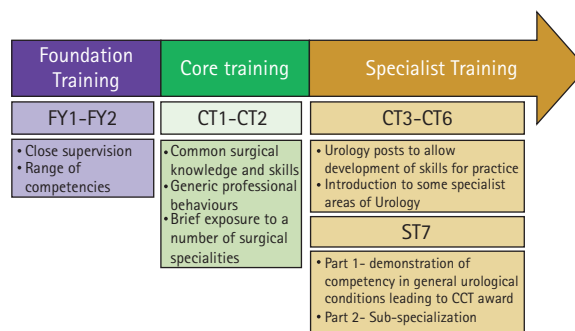 Foundation
Training
Core training
Specialist Training
FY1-FY2
• Close supervision
• Range of
competencies
CT1-CT2
• Common surgical
knowledge and skills
• Generic professional
behaviours
• Brief exposure to a
number of surgical
specialities
CT3-CT6
• Urology posts to allow
development of skills for practice
• Introduction to some specialist
areas of Urology
ST7
• Part 1- demonstration of
competency in general urological
conditions leading to CCT award
• Part 2- Sub-specialization